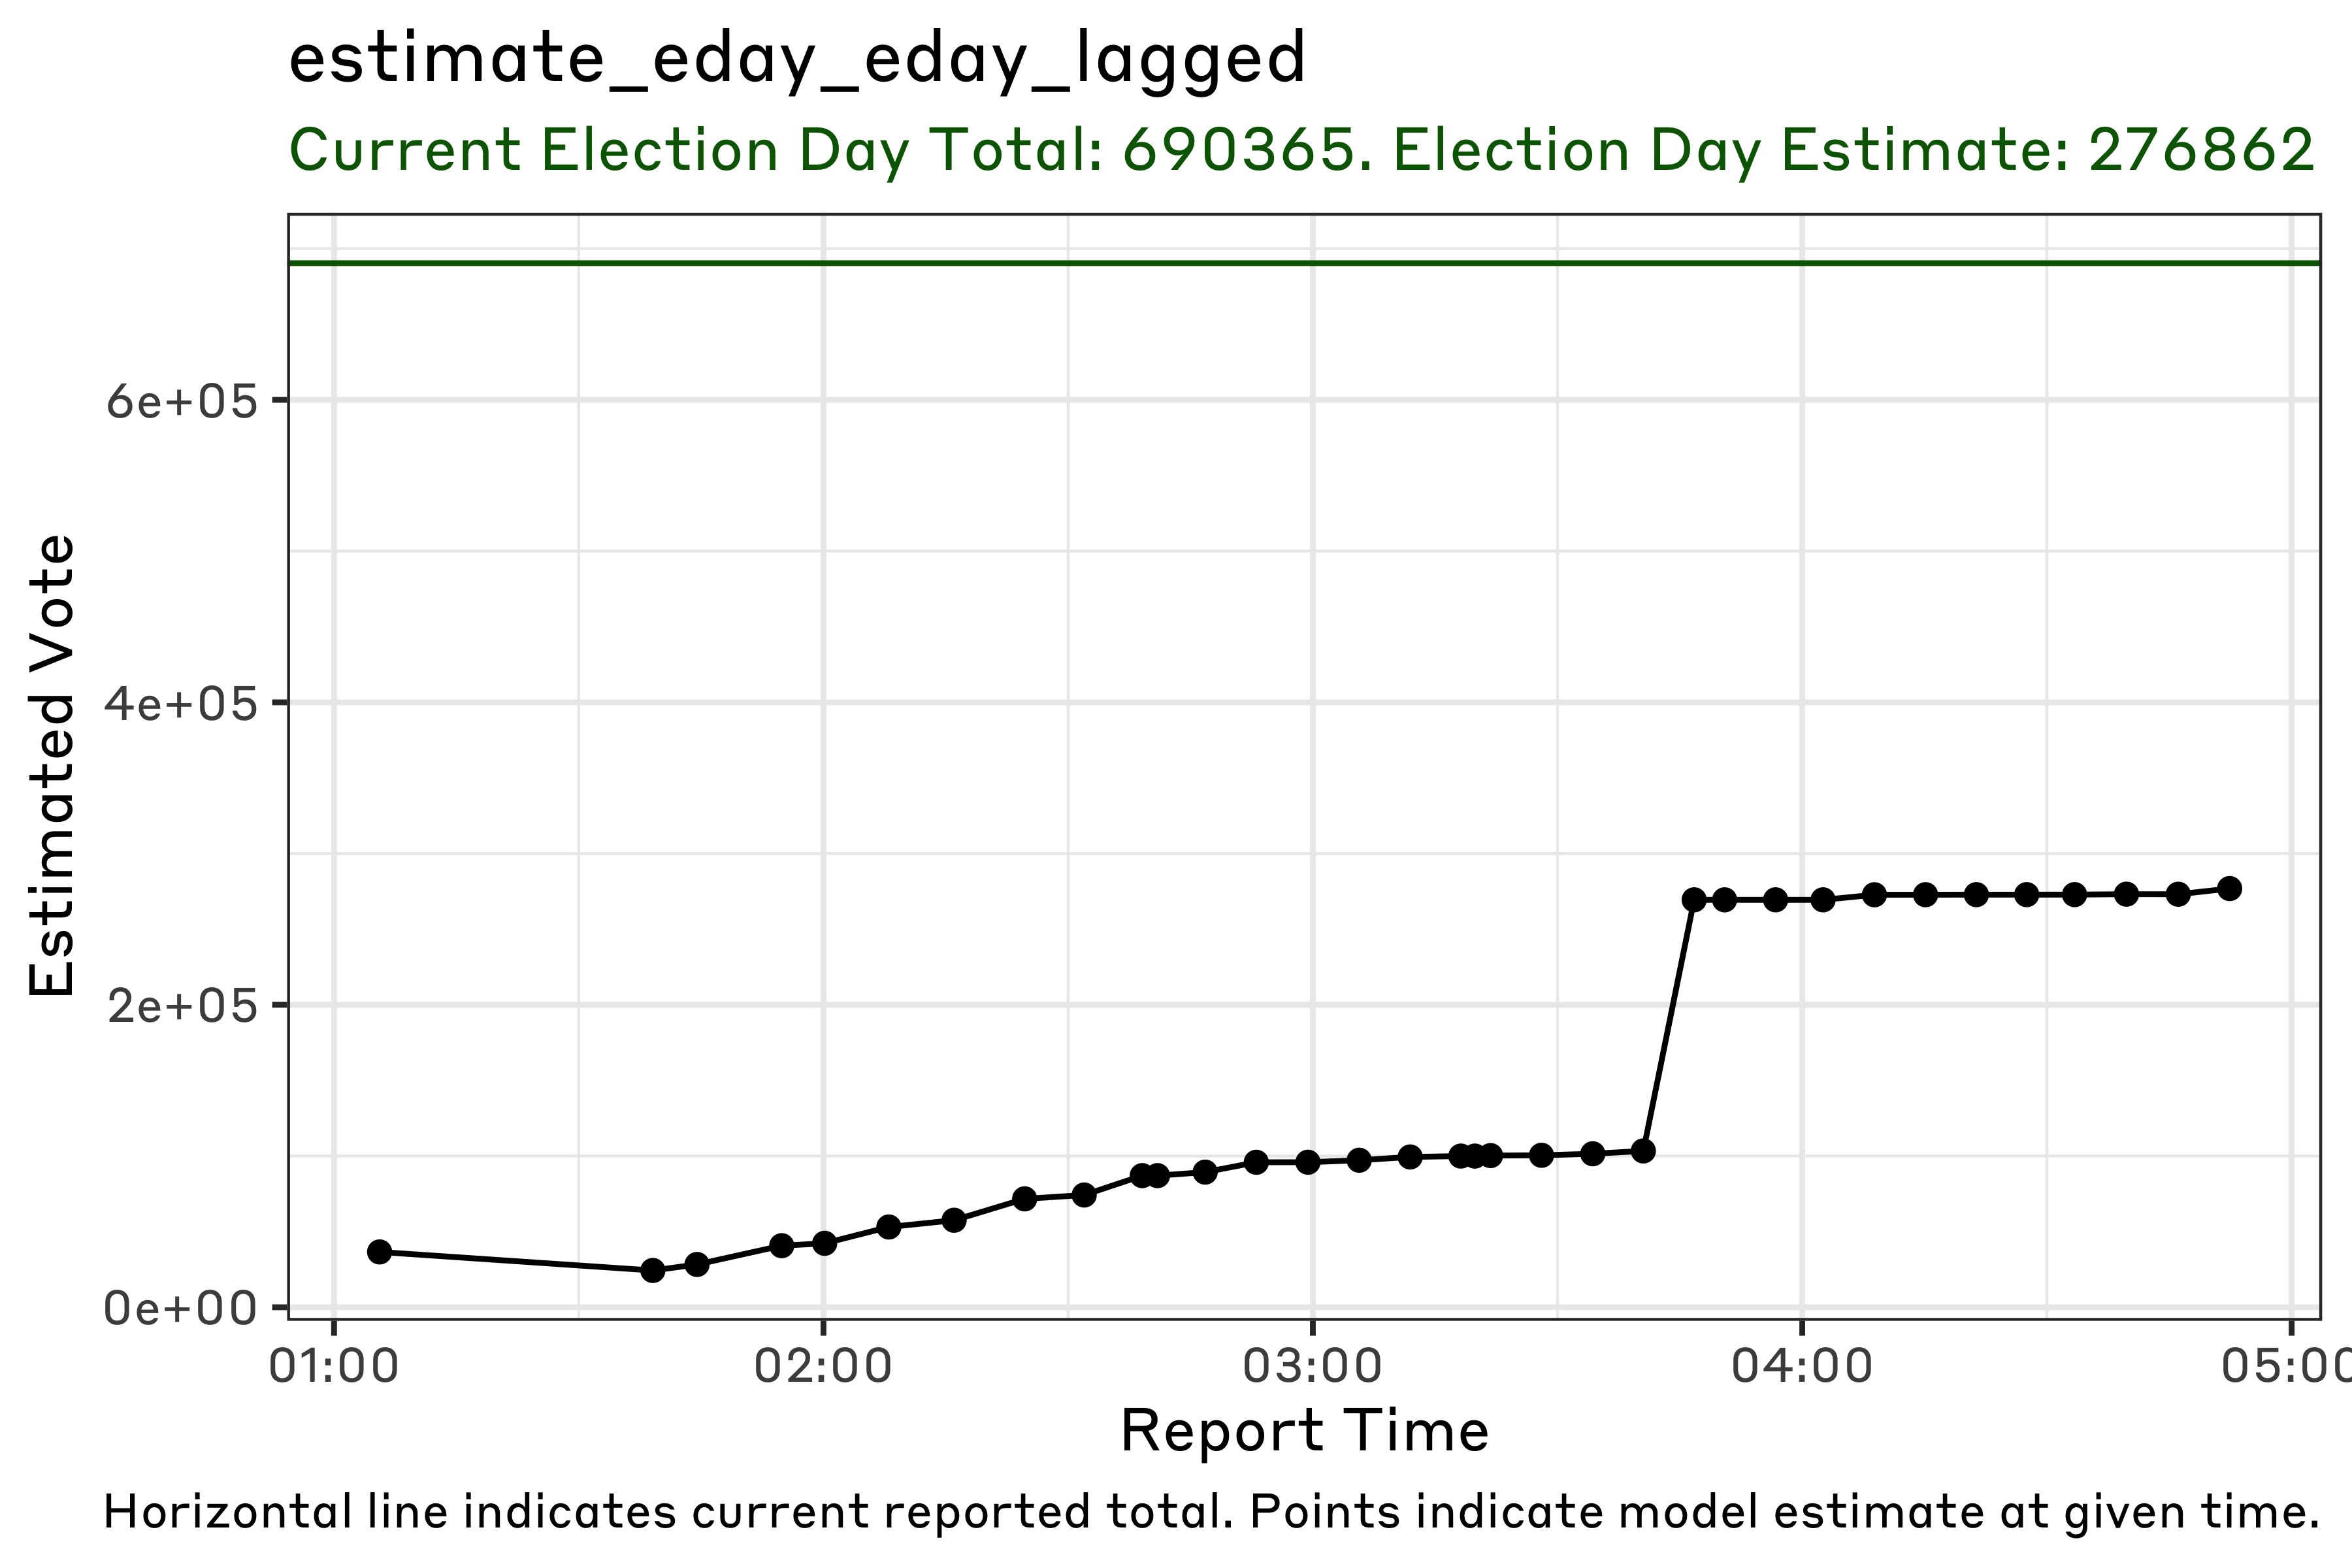 estimate_eday_eday_lagged
Current Election Day Total: 690365. Election Day Estimate: 276862
Estimated Vote
6e+05
4e+05
2e+05
0e+00
01:00 02:00 03:00 04:00 05:00
Report Time
Horizontal line indicates current reported total. Points indicate model estimate at given time.